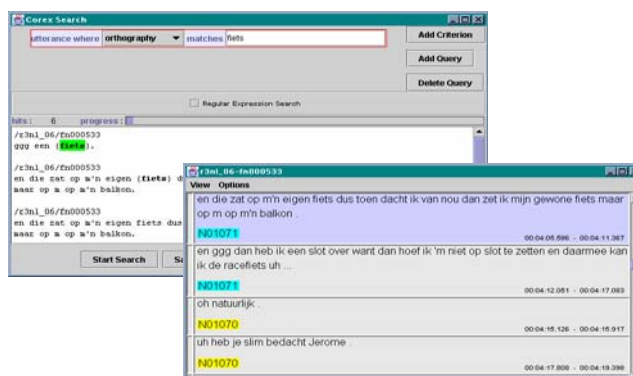 Corex Search
utterance where orthography matches fiets
Add Criterion
Add Query
Delete Query
Regular Expression Search
hits: 6 progress:
/r3nl_06/fn000533
ggg een (fiets).
/r3nl_06/fn000533
en die zat op m'n eigen (fiets) d
maar op m op m'n balkon.
/r3nl_06/fn000533
en die zat op m'n eigen fiets dus
maar op m op m'n balkon.
Start Search Sa
r3nl_06-fn000533
View Options
en die zat op m'n eigen fiets dus toen dacht ik van nou dan zet ik mijn gewone fiets maar
op m op m'n balkon .
N01071 00:04:05.586 - 00:04:11.367
en ggg dan heb ik een slot over want dan hoef ik 'm niet op slot te zetten en daarmee kan
ik de racefiets uh ...
N01071 00:04:12.051 - 00:04:17.083
oh natuurlijk .
N01070 00:04:15.126 - 00:04:15.917
uh heb je slim bedacht Jerome .
N01070 00:04:17.808 - 00:04:19.398